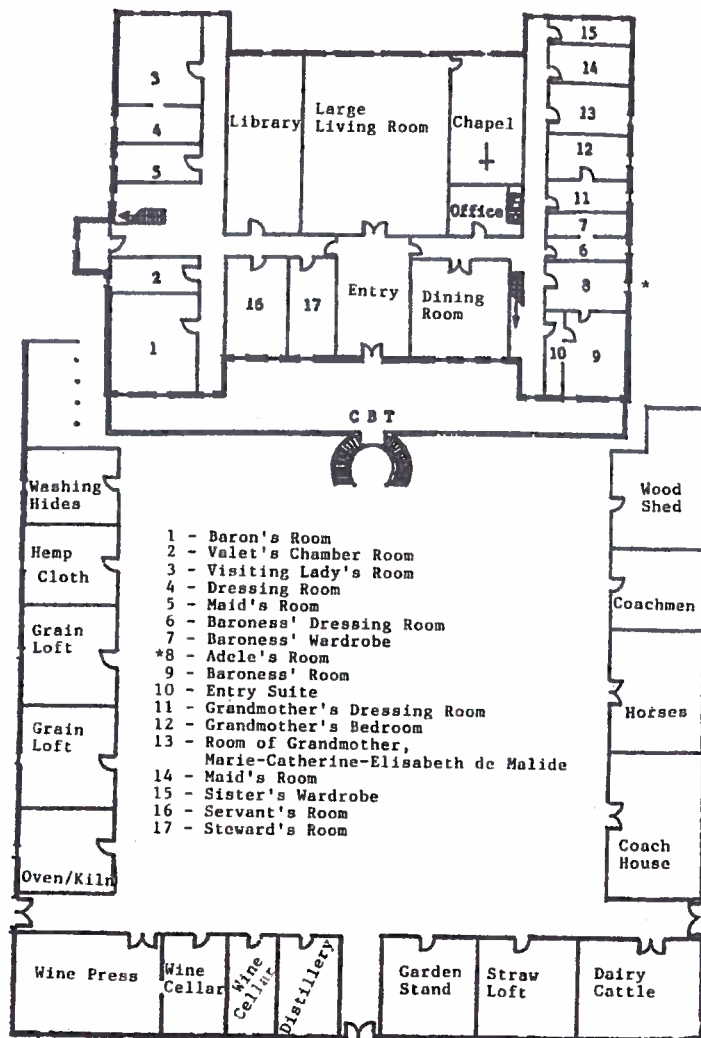 15
14
3
13
Library
Large
Living Room
Chapel
4
12
5
11
Office
7
6
2
8
*
16
17
Entry
Dining
Room
1
10
9
C B T
Washing
Hides
Wood
Shed
Hemp
Cloth
Coachmen
Grain
Loft
Horses
Grain
Loft
Coach
House
Oven/Kiln
1 - Baron's Room
2 - Valet's Chamber Room
3 - Visiting Lady's Room
4 - Dressing Room
5 - Maid's Room
6 - Baroness' Dressing Room
7 - Baroness' Wardrobe
*8 - Adele's Room
9 - Baroness' Room
10 - Entry Suite
11 - Grandmother's Dressing Room
12 - Grandmother's Bedroom
13 - Room of Grandmother,
Marie-Catherine-Elisabeth de Malide
14 - Maid's Room
15 - Sister's Wardrobe
16 - Servant's Room
17 - Steward's Room
Wine Press
Wine
Cellar
Wine
Cellar
Distillery
Garden
Stand
Straw
Loft
Dairy
Cattle